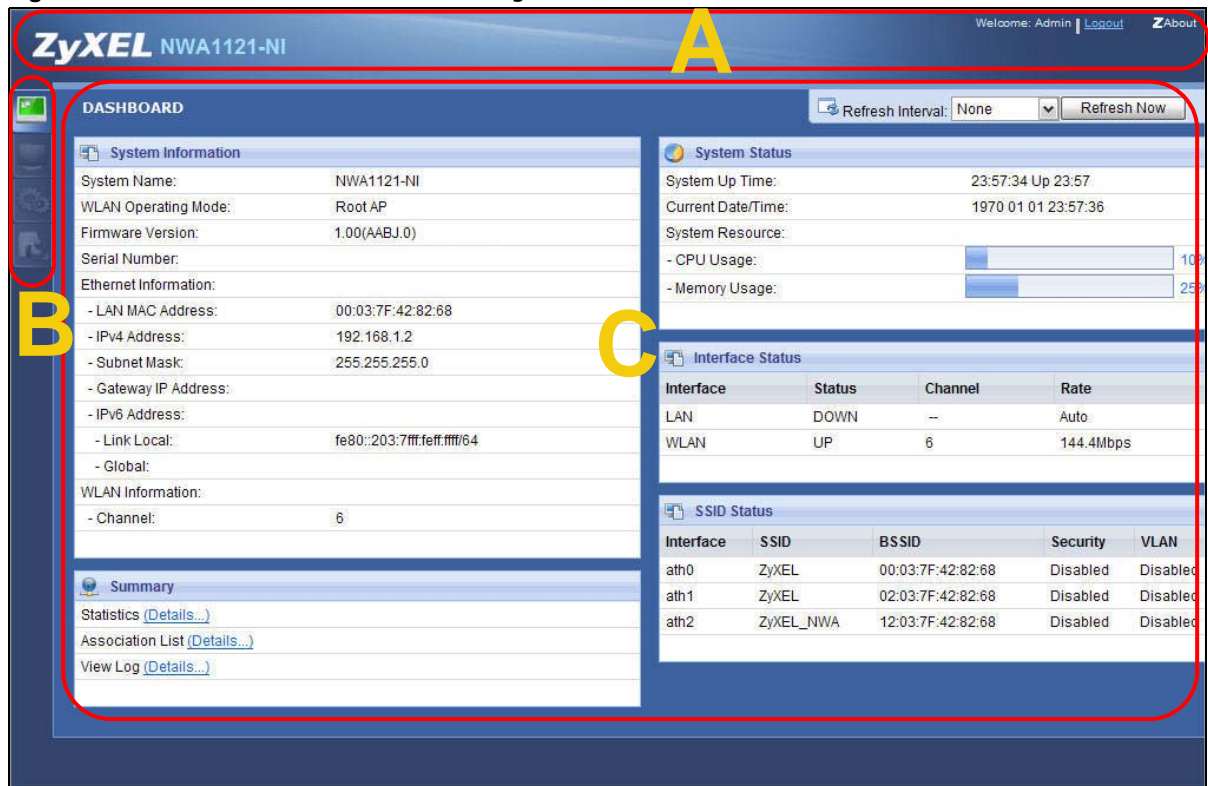 ZyXEL NWA1121-NI
Welcome: Admin | Logout ZAbout
A
B
C
DASHBOARD
Refresh Interval: None Refresh Now
System Information
System Name: NWA1121-NI
WLAN Operating Mode: Root AP
Firmware Version: 1.00(AABJ.0)
Serial Number:
Ethernet Information:
- LAN MAC Address: 00:03:7F:42:82:68
- IPv4 Address: 192.168.1.2
- Subnet Mask: 255.255.255.0
- Gateway IP Address:
- IPv6 Address:
- Link Local: fe80::203:7fff:feff:ffff/64
- Global:
WLAN Information:
- Channel: 6
Summary
Statistics (Details...)
Association List (Details...)
View Log (Details...)
System Status
System Up Time: 23:57:34 Up 23:57
Current Date/Time: 1970 01 01 23:57:36
System Resource:
- CPU Usage: 10%
- Memory Usage: 25%
Interface Status
Interface Status Channel Rate
LAN DOWN -- Auto
WLAN UP 6 144.4Mbps
SSID Status
Interface SSID BSSID Security VLAN
ath0 ZyXEL 00:03:7F:42:82:68 Disabled Disabled
ath1 ZyXEL 02:03:7F:42:82:68 Disabled Disabled
ath2 ZyXEL_NWA 12:03:7F:42:82:68 Disabled Disabled